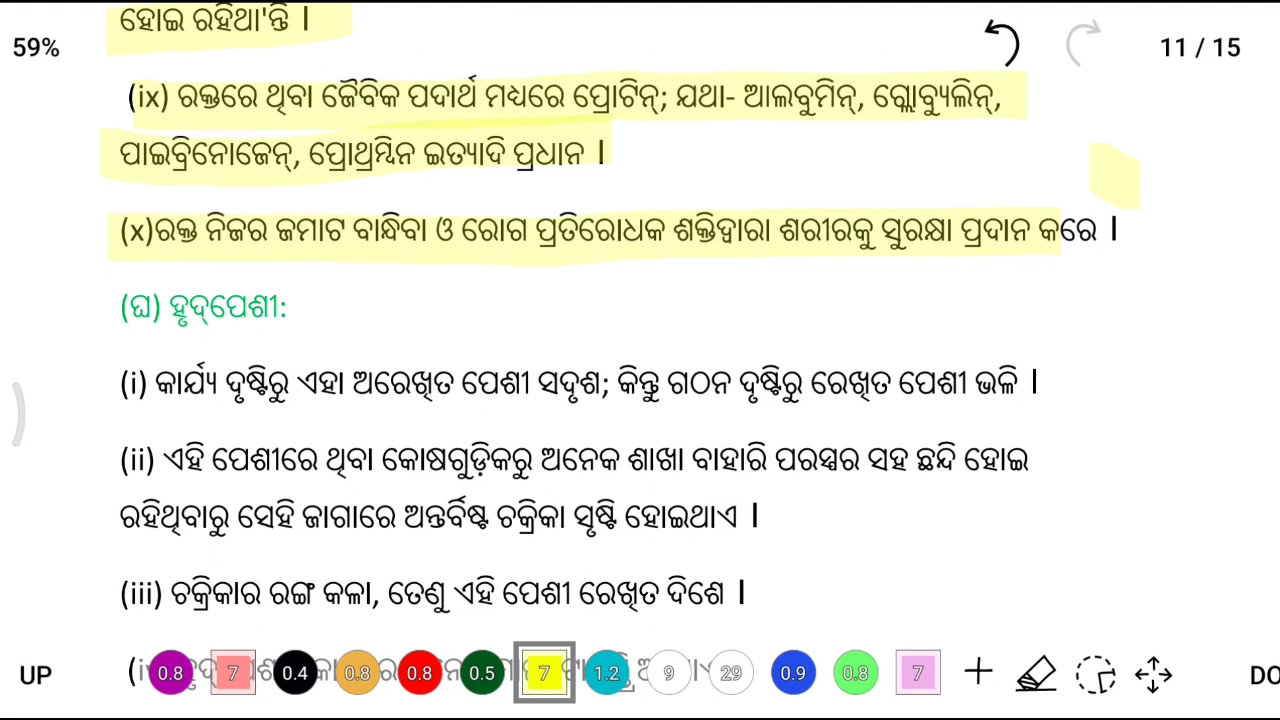 ହୋଇ ରହିଥା'ନ୍ତି ।
59%
11 / 15
(ix) ରକ୍ତରେ ଥିବା ଜୈବିକ ପଦାର୍ଥ ମଧ୍ୟରେ ପ୍ରୋଟିନ୍; ଯଥା- ଆଲବୁମିନ୍, ଗ୍ଲୋବ୍ୟୁଲିନ୍,
ପାଇବ୍ରିନୋଜେନ୍, ପ୍ରୋଥ୍ରମ୍ଭିନ ଇତ୍ୟାଦି ପ୍ରଧାନ ।
(x)ରକ୍ତ ନିଜର ଜମାଟ ବାନ୍ଧିବା ଓ ରୋଗ ପ୍ରତିରୋଧକ ଶକ୍ତିଦ୍ୱାରା ଶରୀରକୁ ସୁରକ୍ଷା ପ୍ରଦାନ କରେ ।
(ଘ) ହୃଦ୍‌ପେଶୀ:
(i) କାର୍ଯ୍ୟ ଦୃଷ୍ଟିରୁ ଏହା ଅରେଖିତ ପେଶୀ ସଦୃଶ; କିନ୍ତୁ ଗଠନ ଦୃଷ୍ଟିରୁ ରେଖିତ ପେଶୀ ଭଳି ।
(ii) ଏହି ପେଶୀରେ ଥିବା କୋଷଗୁଡ଼ିକରୁ ଅନେକ ଶାଖା ବାହାରି ପରସ୍ପର ସହ ଛନ୍ଦି ହୋଇ
ରହିଥିବାରୁ ସେହି ଜାଗାରେ ଅନ୍ତର୍ବିଷ୍ଟ ଚକ୍ରିକା ସୃଷ୍ଟି ହୋଇଥାଏ ।
(iii) ଚକ୍ରିକାର ରଙ୍ଗ କଳା, ତେଣୁ ଏହି ପେଶୀ ରେଖିତ ଦିଶେ ।
UP 0.8 7 0.4 0.8 0.8 0.5 7 1.2 9 29 0.9 0.8 7 DO